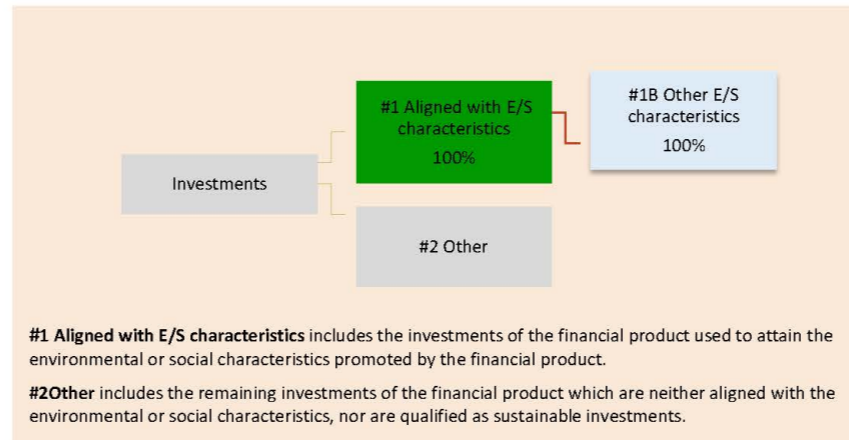 #1 Aligned with E/S
characteristics
100%
#1B Other E/S
characteristics
100%
Investments
#2 Other
#1 Aligned with E/S characteristics includes the investments of the financial product used to attain the
environmental or social characteristics promoted by the financial product.
#2Other includes the remaining investments of the financial product which are neither aligned with the
environmental or social characteristics, nor are qualified as sustainable investments.